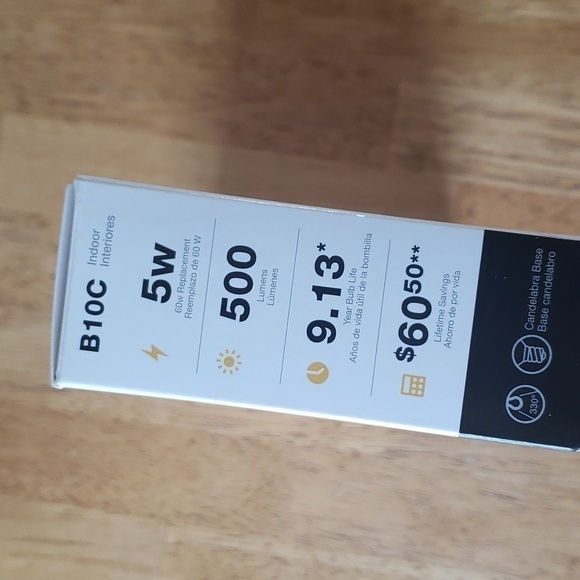 B10C
Indoor
Interiores
5w
60w Replacement
Reemplazo de 60 W
500
Lumens
Lúmenes
9.13*
Year Bulb Life
Años de vida útil de la bombilla
$6050**
Lifetime Savings
Ahorro de por vida
330°
Candelabra Base
Base candelabro